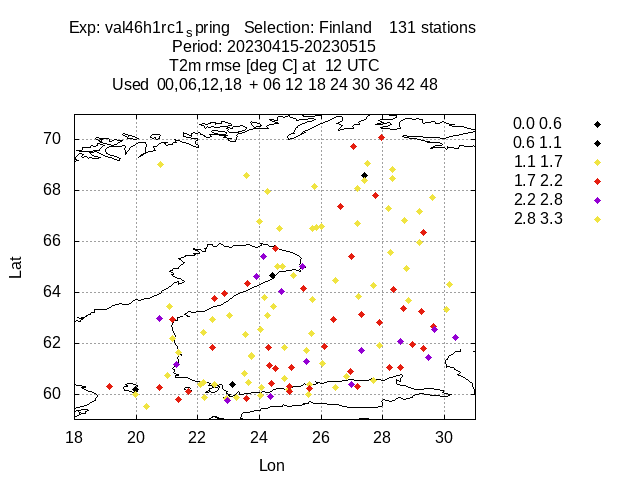 Exp: val46h1rc1spring Selection: Finland 131 stations
Period: 20230415-20230515
T2m rmse [deg C] at 12 UTC
Used 00,06,12,18 + 06 12 18 24 30 36 42 48
0.0 0.6
0.6 1.1
1.1 1.7
1.7 2.2
2.2 2.8
2.8 3.3
70
68
66
64
62
60
Lat
18 20 22 24 26 28 30
Lon